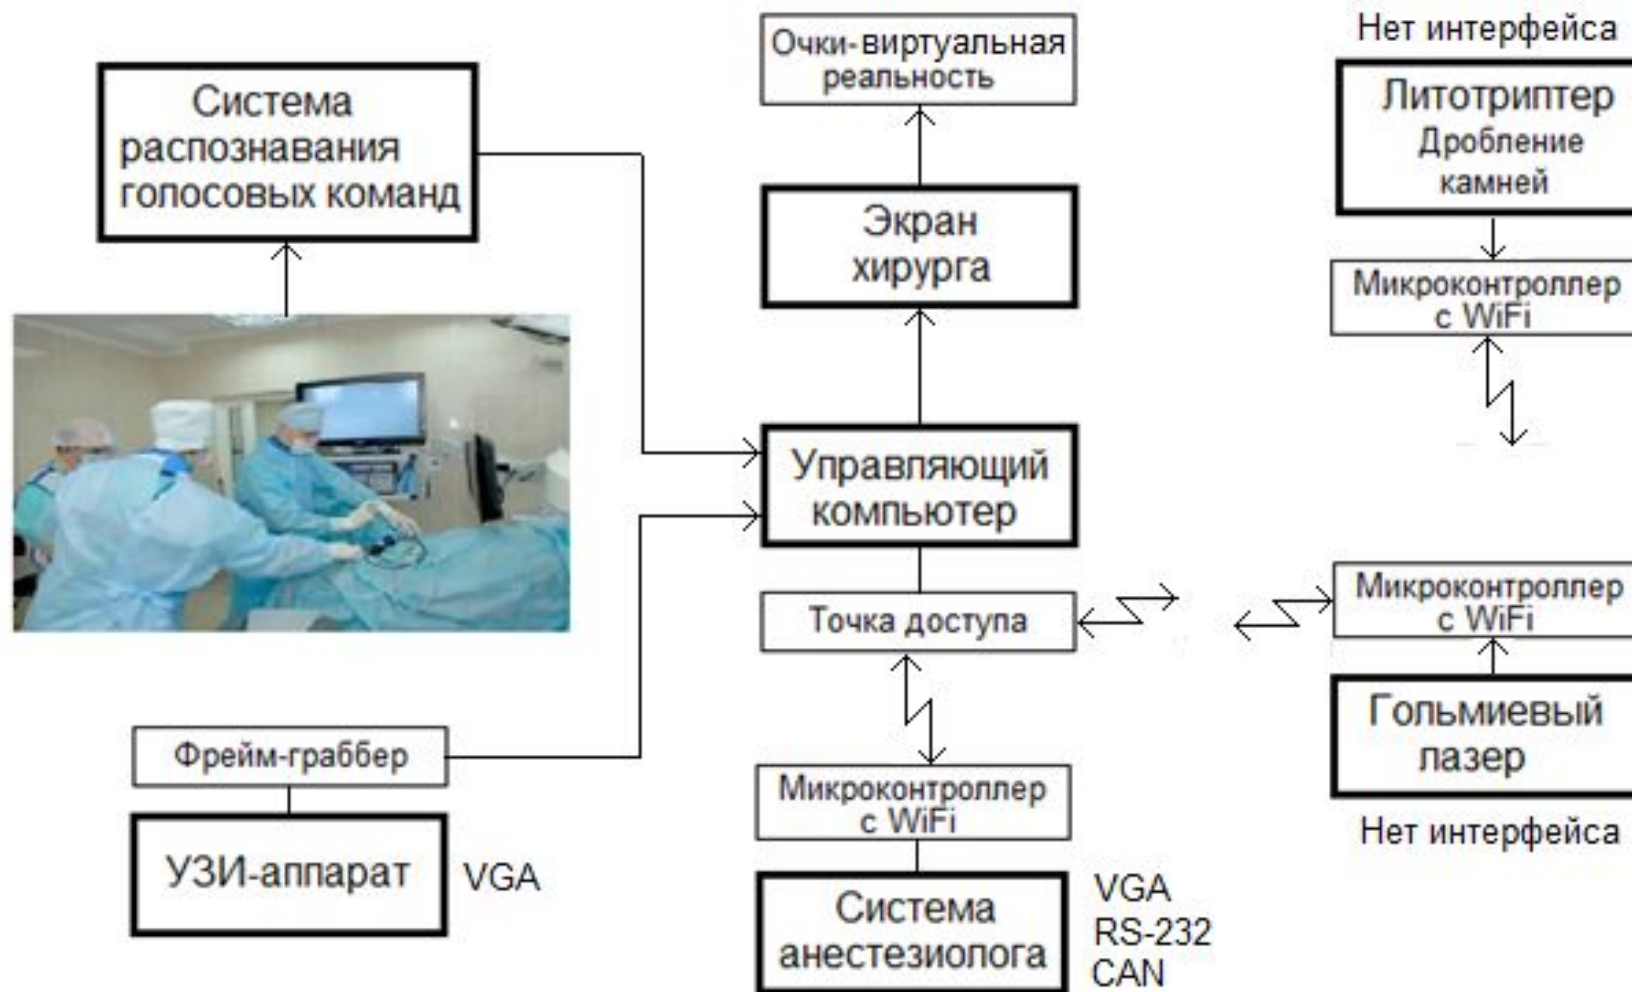 Очки-виртуальная
реальность
Нет интерфейса
Система
распознавания
голосовых команд
Литотриптер
Дробление
камней
Экран
хирурга
Микроконтроллер
с WiFi
Управляющий
компьютер
Точка доступа
Микроконтроллер
с WiFi
Гольмиевый
лазер
Нет интерфейса
Фрейм-граббер
УЗИ-аппарат
VGA
Микроконтроллер
с WiFi
Система
анестезиолога
VGA
RS-232
CAN